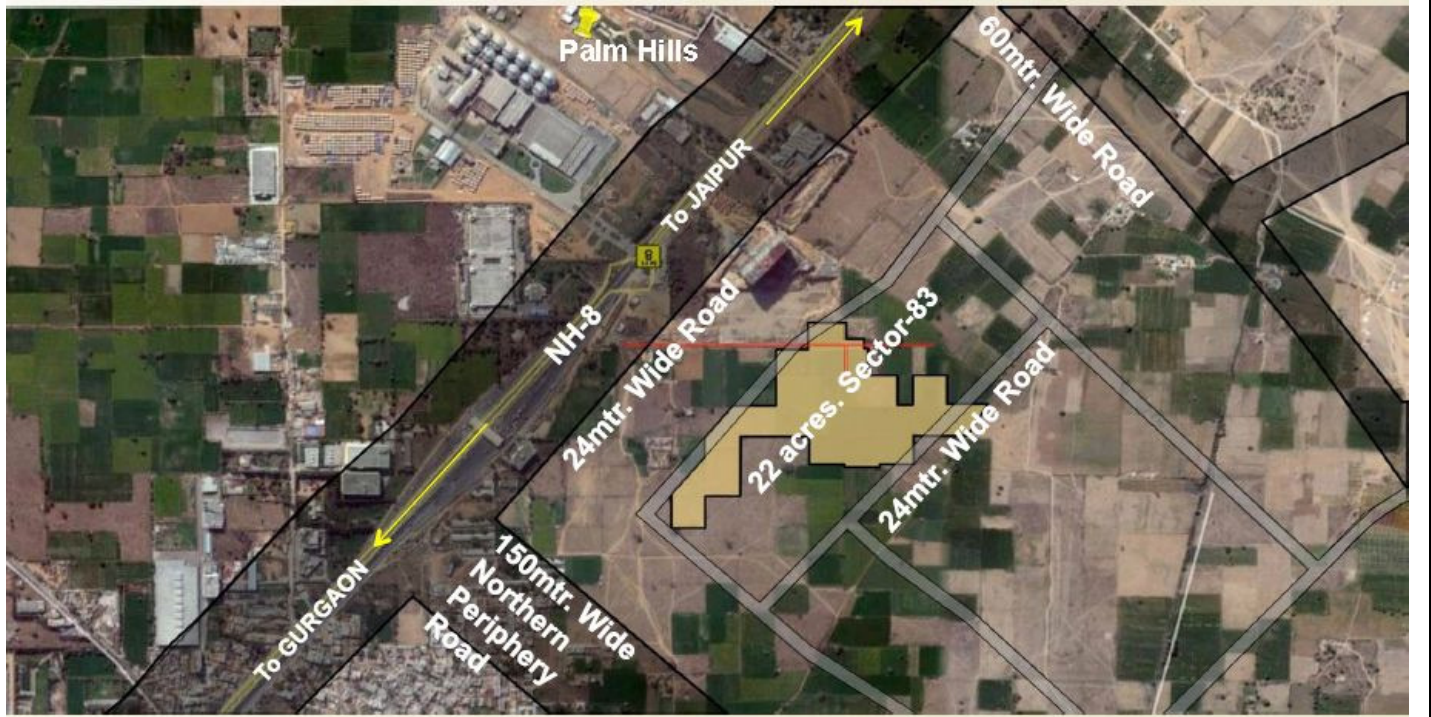 Palm Hills
60mtr. Wide Road
To JAIPUR
NH-8
24mtr. Wide Road
22 acres. Sector-83
24mtr. Wide Road
150mtr. Wide
Northern
Periphery
Road
To GURGAON
8